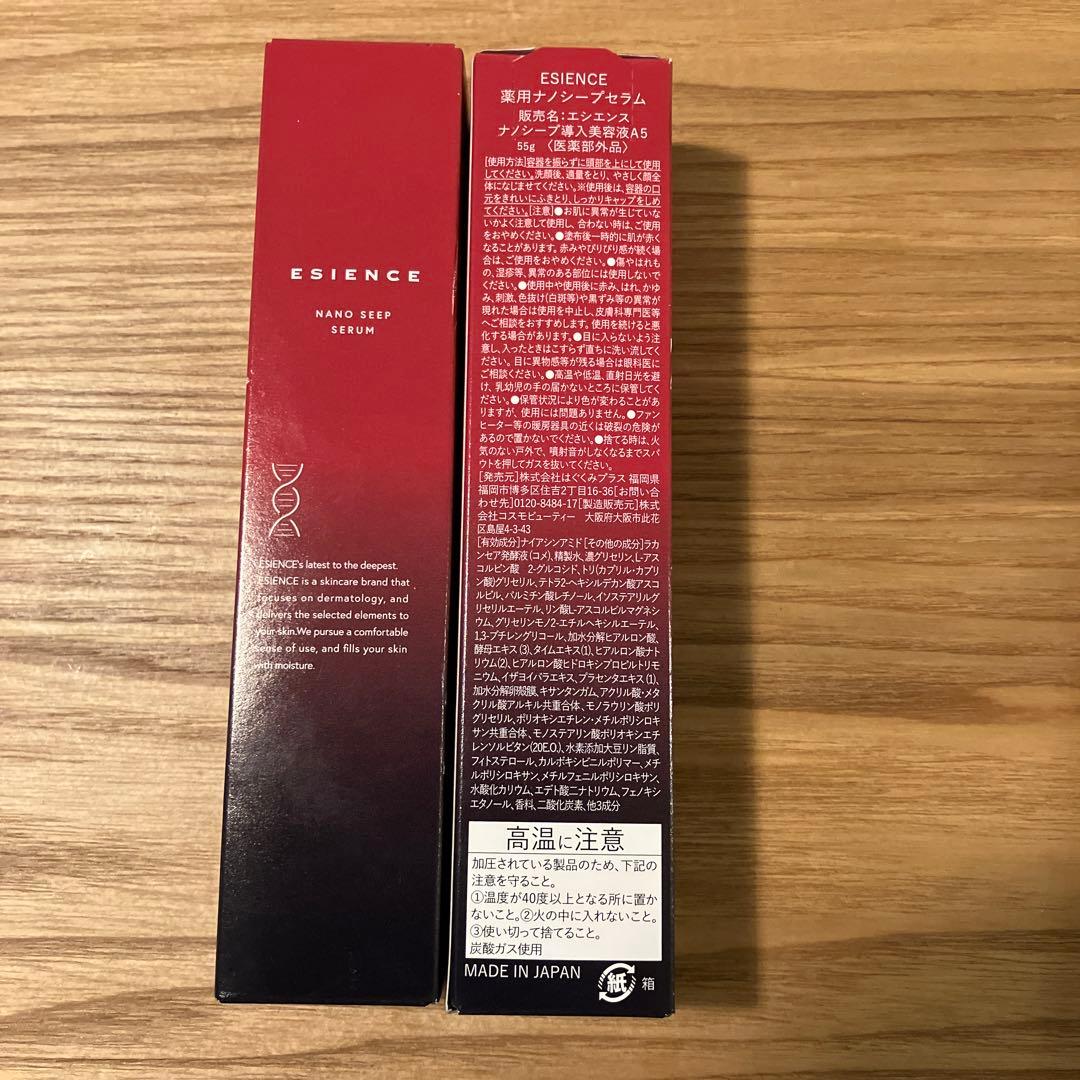 ESIENCE
NANO SEEP
SERUM
ESIENCE's latest to the deepest.
ESIENCE is a skincare brand that
focuses on dermatology, and
delivers the selected elements to
your skin.We pursue a comfortable
sense of use, and fills your skin
with moisture.
ESIENCE
薬用ナノシープセラム
販売名:エシエンス
ナノシープ導入美容液A5
55g 〈医薬部外品〉
[使用方法]容器を振らずに頭部を上にして使用
してください。洗顔後、適量をとり、やさしく顔全
体になじませてください。※使用後は、容器の口
元をきれいにふきとり、しっかりキャップをしめ
てください。[注意]●お肌に異常が生じていな
いかよく注意して使用し、合わない時は、ご使用
をおやめください。●塗布後一時的に肌が赤く
なることがあります。赤みやぴりぴり感が続く場
合は、ご使用をおやめください。●傷やはれも
の、湿疹等、異常のある部位には使用しないで
ください。●使用中や使用後に赤み、はれ、かゆ
み、刺激、色抜け(白斑等)や黒ずみ等の異常が
現れた場合は使用を中止し、皮膚科専門医等
へご相談をおすすめします。使用を続けると悪
化する場合があります。●目に入らないよう注
意し、入ったときはこすらず直ちに洗い流してく
ださい。目に異物感等が残る場合は眼科医に
ご相談ください。●高温や低温、直射日光を避
け、乳幼児の手の届かないところに保管してく
ださい。●保管状況により色が変わることがあ
りますが、使用には問題ありません。●ファン
ヒーター等の暖房器具の近くは破裂の危険が
あるので置かないでください。●捨てる時は、火
気のない戸外で、噴射音がしなくなるまでスパ
ウトを押してガスを抜いてください。
[発売元]株式会社はぐくみプラス 福岡県
福岡市博多区住吉2丁目16-36[お問い合
わせ先]0120-8484-17[製造販売元]株式
会社コスモビューティー 大阪府大阪市此花
区島屋4-3-43
[有効成分]ナイアシンアミド[その他の成分]ラカ
ンセア発酵液(コメ)、精製水、濃グリセリン、L-アス
コルビン酸 2-グルコシド、トリ(カプリル・カプリ
ン酸)グリセリル、テトラ2-ヘキシルデカン酸アスコ
ルビル、パルミチン酸レチノール、イソステアリルグ
リセリルエーテル、リン酸L-アスコルビルマグネシ
ウム、グリセリンモノ2-エチルヘキシルエーテル、
1,3-ブチレングリコール、加水分解ヒアルロン酸、
酵母エキス(3)、タイムエキス(1)、ヒアルロン酸ナト
リウム(2)、ヒアルロン酸ヒドロキシプロピルトリモ
ニウム、イザヨイバラエキス、プラセンタエキス(1)、
加水分解卵殻膜、キサンタンガム、アクリル酸・メタ
クリル酸アルキル共重合体、モノラウリン酸ポリ
グリセリル、ポリオキシエチレン・メチルポリシロキ
サン共重合体、モノステアリン酸ポリオキシエチ
レンソルビタン(20E.O.)、水素添加大豆リン脂質、
フィトステロール、カルボキシビニルポリマー、メチ
ルポリシロキサン、メチルフェニルポリシロキサン、
水酸化カリウム、エデト酸二ナトリウム、フェノキシ
エタノール、香料、二酸化炭素、他3成分
高温に注意
加圧されている製品のため、下記の
注意を守ること。
①温度が40度以上となる所に置か
ないこと。②火の中に入れないこと。
③使い切って捨てること。
炭酸ガス使用
MADE IN JAPAN
紙 箱